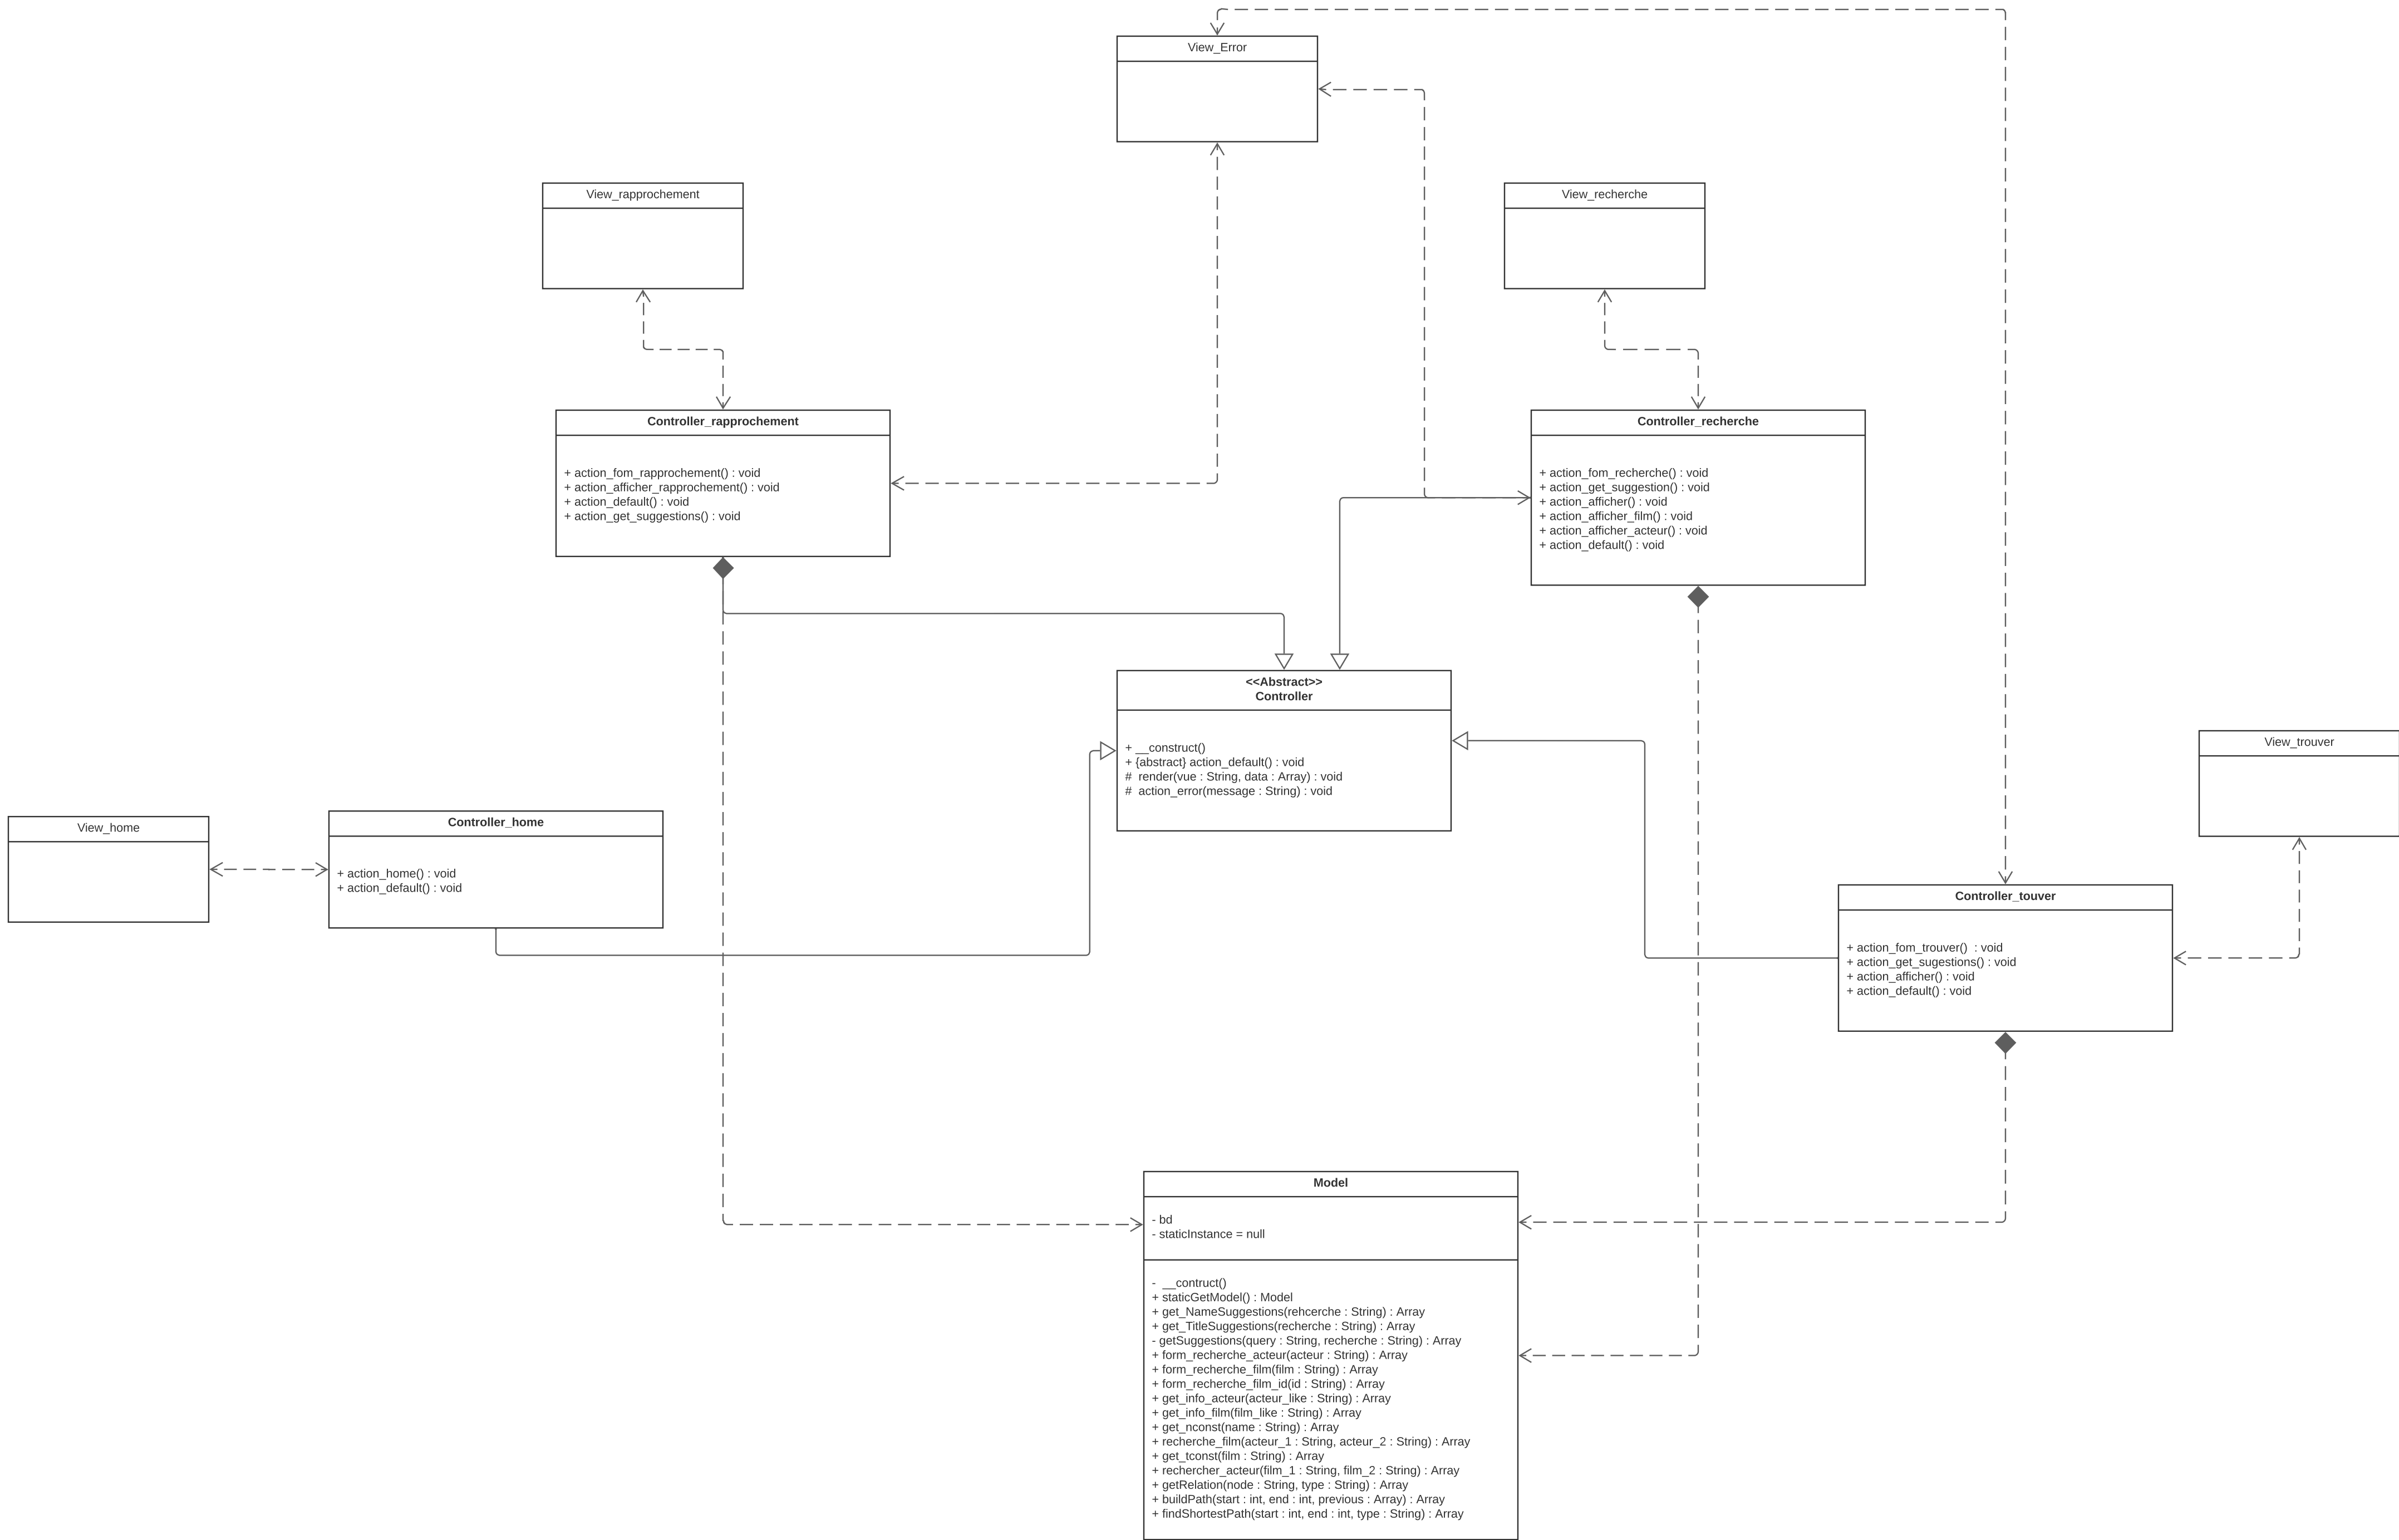 View_Error
View_rapprochement
View_recherche
Controller_rapprochement
+ action_fom_rapprochement() : void
+ action_afficher_rapprochement() : void
+ action_default() : void
+ action_get_suggestions() : void
Controller_recherche
+ action_fom_recherche() : void
+ action_get_suggestion() : void
+ action_afficher() : void
+ action_afficher_film() : void
+ action_afficher_acteur() : void
+ action_default() : void
<<Abstract>>
Controller
+ __construct()
+ {abstract} action_default() : void
#  render(vue : String, data : Array) : void
#  action_error(message : String) : void
View_trouver
View_home
Controller_home
+ action_home() : void
+ action_default() : void
Controller_touver
+ action_fom_trouver()  : void
+ action_get_sugestions() : void
+ action_afficher() : void
+ action_default() : void
Model
- bd
- staticInstance = null
-  __contruct()
+ staticGetModel() : Model
+ get_NameSuggestions(rehcerche : String) : Array
+ get_TitleSuggestions(recherche : String) : Array
- getSuggestions(query : String, recherche : String) : Array
+ form_recherche_acteur(acteur : String) : Array
+ form_recherche_film(film : String) : Array
+ form_recherche_film_id(id : String) : Array
+ get_info_acteur(acteur_like : String) : Array
+ get_info_film(film_like : String) : Array
+ get_nconst(name : String) : Array
+ recherche_film(acteur_1 : String, acteur_2 : String) : Array
+ get_tconst(film : String) : Array
+ rechercher_acteur(film_1 : String, film_2 : String) : Array
+ getRelation(node : String, type : String) : Array
+ buildPath(start : int, end : int, previous : Array) : Array
+ findShortestPath(start : int, end : int, type : String) : Array